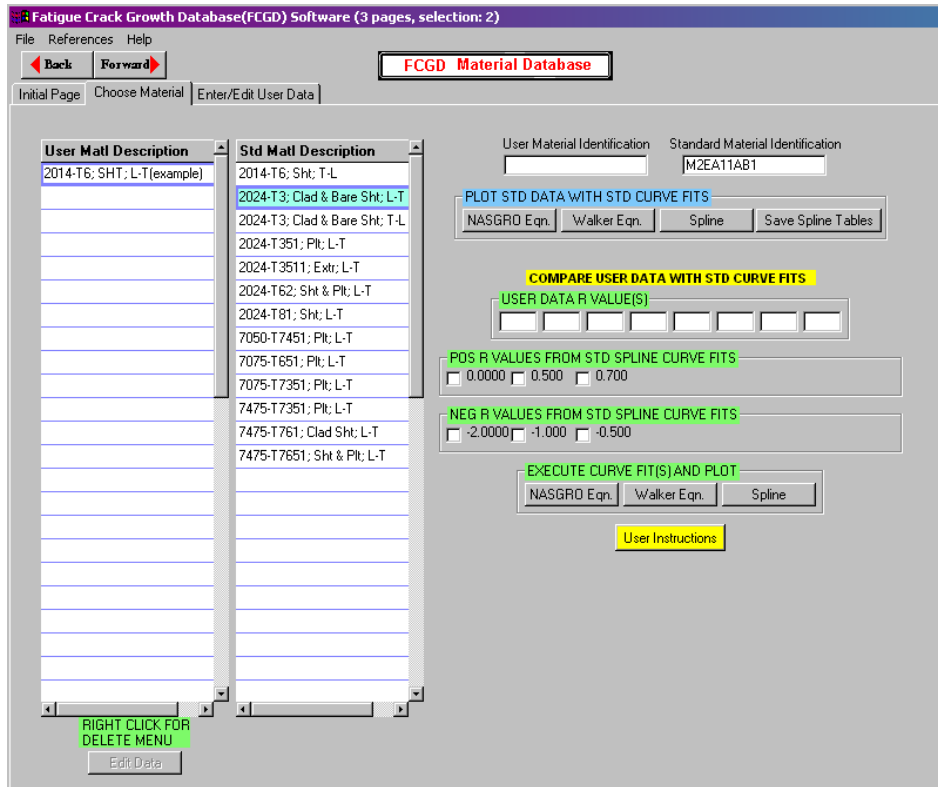 Fatigue Crack Growth Database(FCGD) Software (3 pages, selection: 2)
File References Help
Back Forward
FCGD Material Database
Initial Page Choose Material Enter/Edit User Data
User Matl Description
2014-T6; SHT; L-T(example)
Std Matl Description
2014-T6; Sht; T-L
2024-T3; Clad & Bare Sht; L-T
2024-T3; Clad & Bare Sht; T-L
2024-T351; Plt; L-T
2024-T3511; Extr; L-T
2024-T62; Sht & Plt; L-T
2024-T81; Sht; L-T
7050-T7451; Plt; L-T
7075-T651; Plt; L-T
7075-T7351; Plt; L-T
7475-T7351; Plt; L-T
7475-T761; Clad Sht; L-T
7475-T7651; Sht & Plt; L-T
RIGHT CLICK FOR
DELETE MENU
Edit Data
User Material Identification Standard Material Identification
M2EA11AB1
PLOT STD DATA WITH STD CURVE FITS
NASGRO Eqn. Walker Eqn. Spline Save Spline Tables
COMPARE USER DATA WITH STD CURVE FITS
USER DATA R VALUE(S)
POS R VALUES FROM STD SPLINE CURVE FITS
0.0000 0.500 0.700
NEG R VALUES FROM STD SPLINE CURVE FITS
-2.0000 -1.000 -0.500
EXECUTE CURVE FIT(S) AND PLOT
NASGRO Eqn. Walker Eqn. Spline
User Instructions